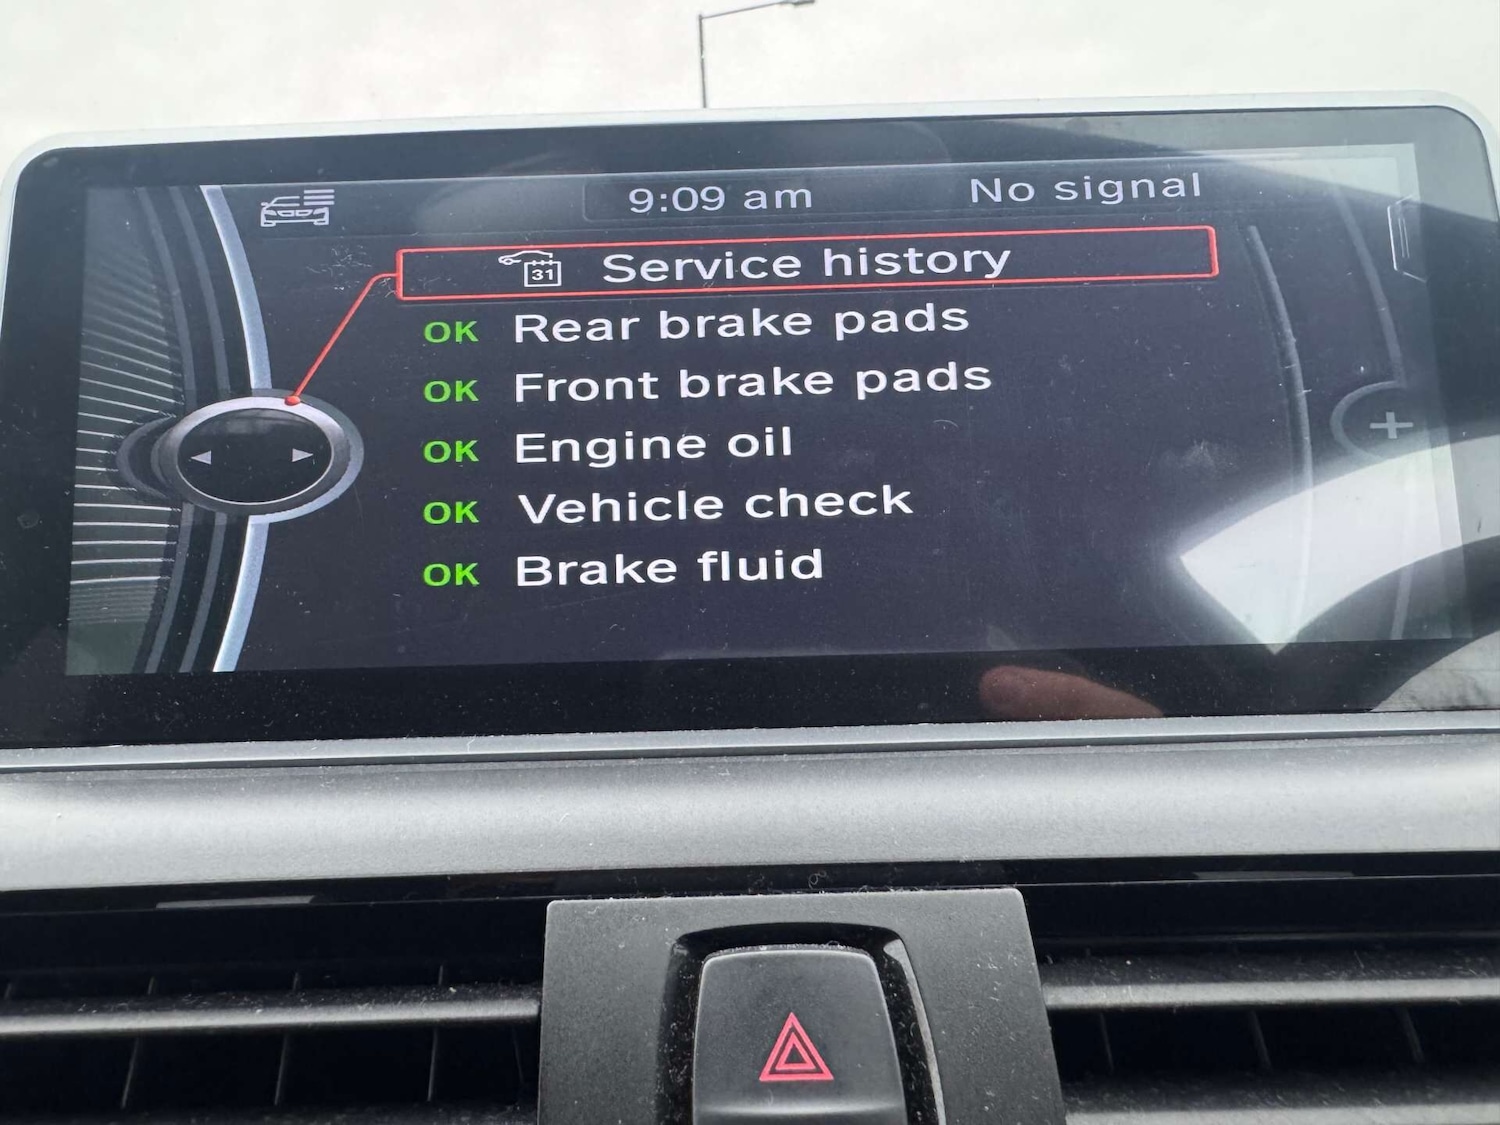 9:09 am No signal
31 Service history
OK Rear brake pads
OK Front brake pads
OK Engine oil
OK Vehicle check
OK Brake fluid